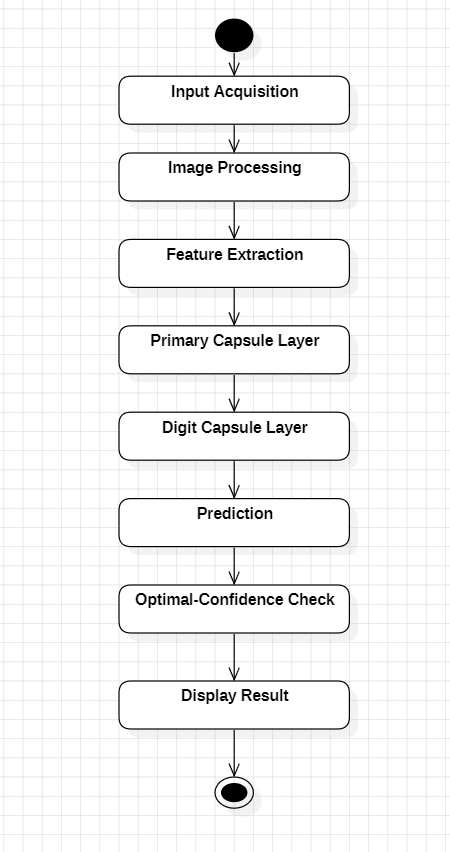 Input Acquisition
Image Processing
Feature Extraction
Primary Capsule Layer
Digit Capsule Layer
Prediction
Optimal-Confidence Check
Display Result